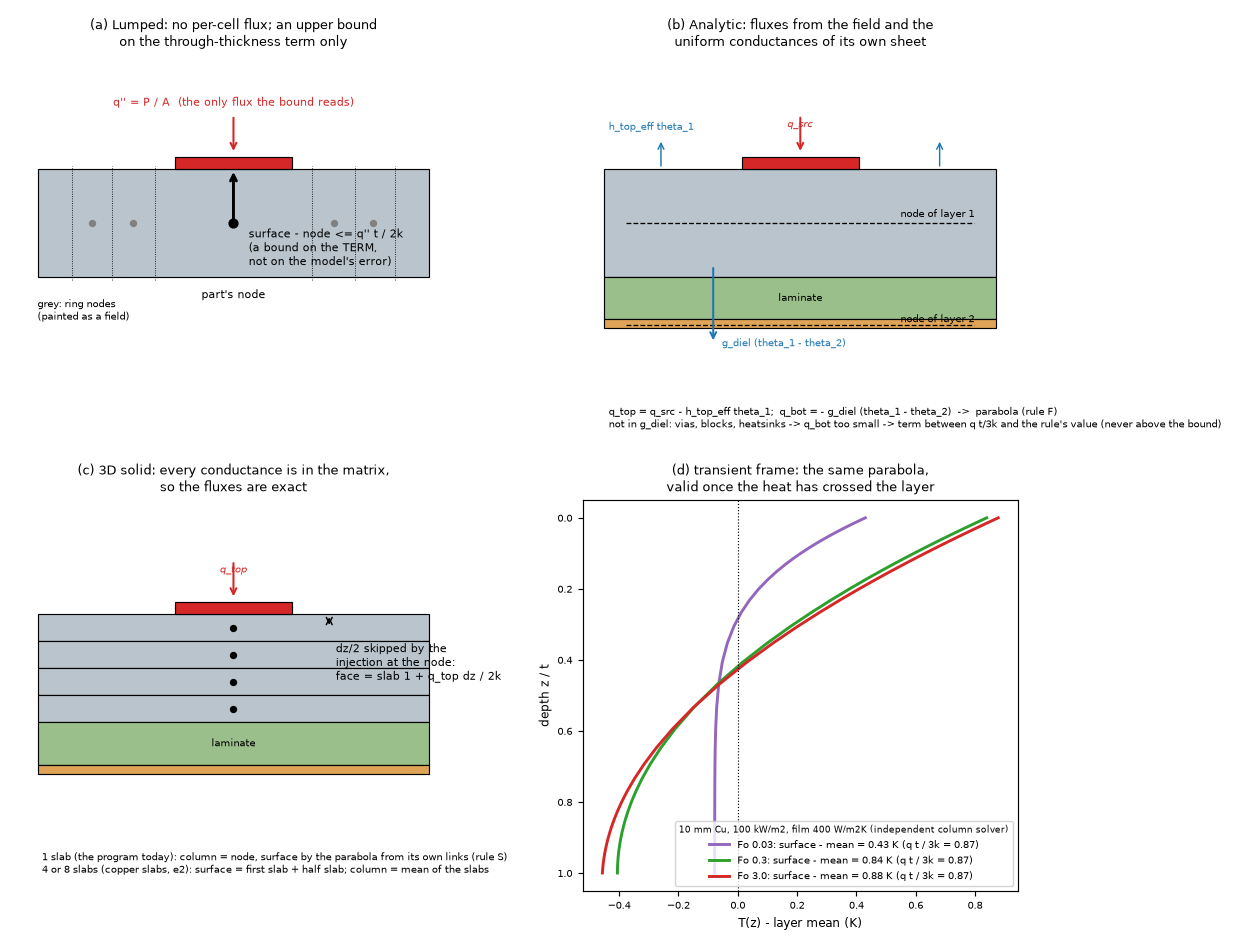 (a) Lumped: no per-cell flux; an upper bound
on the through-thickness term only
q'' = P / A  (the only flux the bound reads)
surface - node <= q'' t / 2k
(a bound on the TERM,
not on the model's error)
part's node
grey: ring nodes
(painted as a field)
(b) Analytic: fluxes from the field and the
uniform conductances of its own sheet
h_top_eff theta_1
q_src
node of layer 1
laminate
node of layer 2
g_diel (theta_1 - theta_2)
q_top = q_src - h_top_eff theta_1;  q_bot = - g_diel (theta_1 - theta_2)  ->  parabola (rule F)
not in g_diel: vias, blocks, heatsinks -> q_bot too small -> term between q t/3k and the rule's value (never above the bound)
(c) 3D solid: every conductance is in the matrix,
so the fluxes are exact
q_top
dz/2 skipped by the
injection at the node:
face = slab 1 + q_top dz / 2k
laminate
1 slab (the program today): column = node, surface by the parabola from its own links (rule S)
4 or 8 slabs (copper slabs, e2): surface = first slab + half slab; column = mean of the slabs
(d) transient frame: the same parabola,
valid once the heat has crossed the layer
depth z / t
0.0
0.2
0.4
0.6
0.8
1.0
10 mm Cu, 100 kW/m2, film 400 W/m2K (independent column solver)
Fo 0.03: surface - mean = 0.43 K (q t / 3k = 0.87)
Fo 0.3: surface - mean = 0.84 K (q t / 3k = 0.87)
Fo 3.0: surface - mean = 0.88 K (q t / 3k = 0.87)
−0.4 −0.2 0.0 0.2 0.4 0.6 0.8
T(z) - layer mean (K)